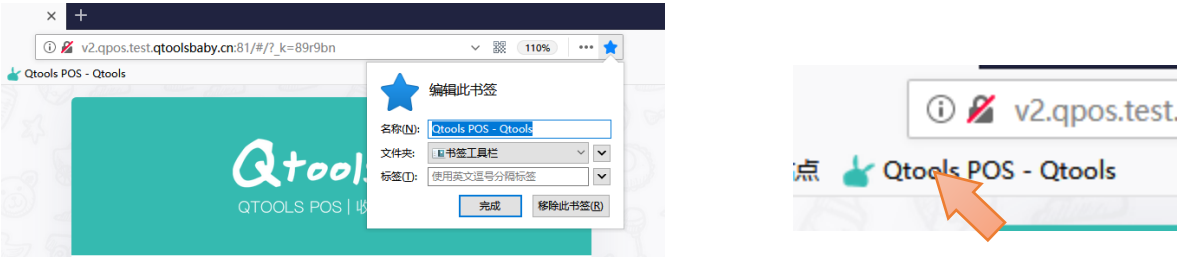 v2.qpos.test.qtoolsbaby.cn:81/#/?_k=89r9bn
110%
Qtools POS - Qtools
编辑此书签
名称(N): Qtools POS - Qtools
文件夹: 书签工具栏
标签(T): 使用英文逗号分隔标签
完成 移除此书签(R)
Qtools
QTOOLS POS | 收
v2.qpos.test.
点 Qtools POS - Qtools